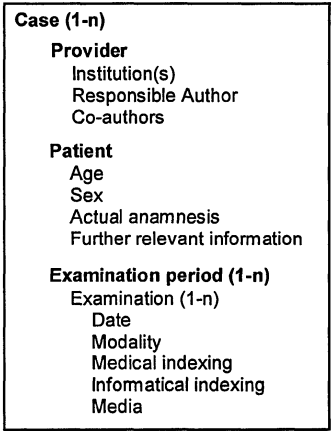 Case (1-n)
Provider
Institution(s)
Responsible Author
Co-authors
Patient
Age
Sex
Actual anamnesis
Further relevant information
Examination period (1-n)
Examination (1-n)
Date
Modality
Medical indexing
Informatical indexing
Media